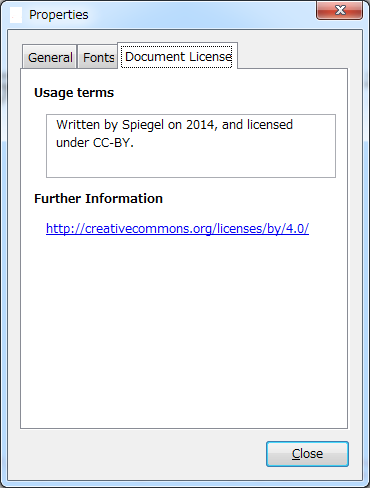 Properties
General Fonts Document License
Usage terms
Written by Spiegel on 2014, and licensed
under CC-BY.
Further Information
http://creativecommons.org/licenses/by/4.0/
Close